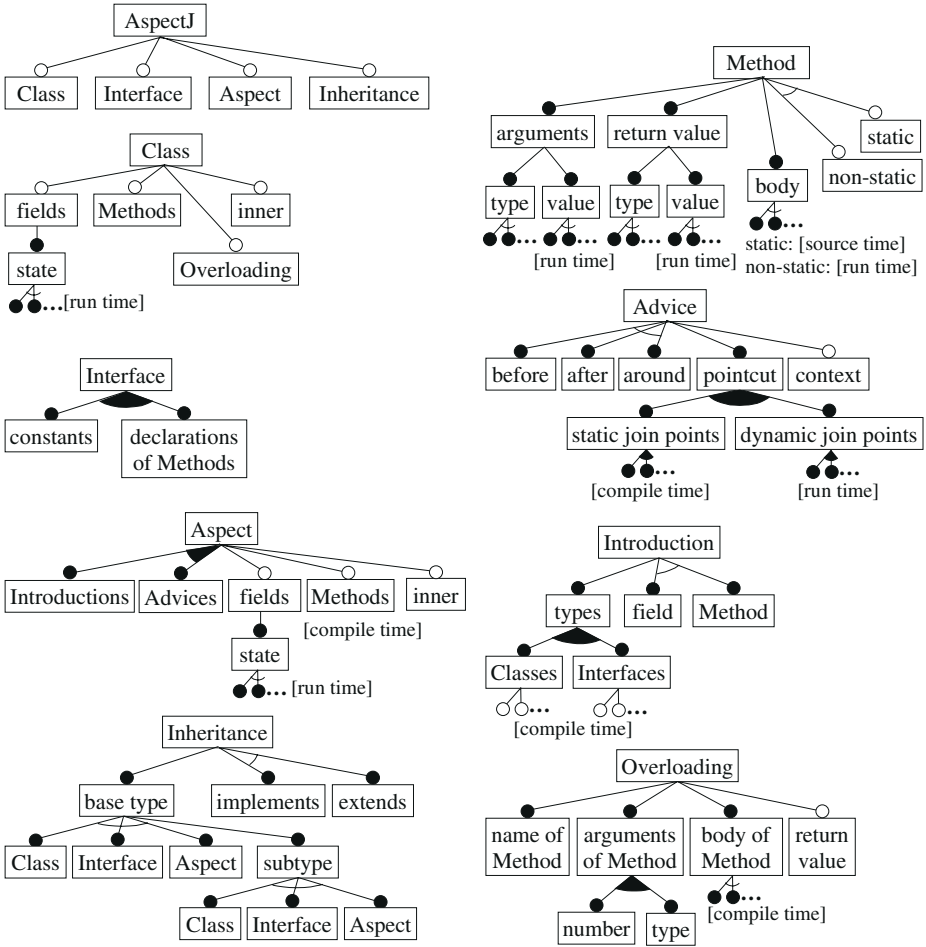 AspectJ
Class Interface Aspect Inheritance
Class
fields Methods inner
state Overloading
...[run time]
Interface
constants declarations
of Methods
Aspect
Introductions Advices fields Methods inner
[compile time]
state
... [run time]
Inheritance
base type implements extends
Class Interface Aspect subtype
Class Interface Aspect
Method
arguments return value static
body non-static
type value type value
... ... ... ... ...
[run time] [run time]
static: [source time]
non-static: [run time]
Advice
before after around pointcut context
static join points dynamic join points
... ...
[compile time] [run time]
Introduction
types field Method
Classes Interfaces
... ...
[compile time]
Overloading
name of arguments body of return
Method of Method Method value
...
[compile time]
number type